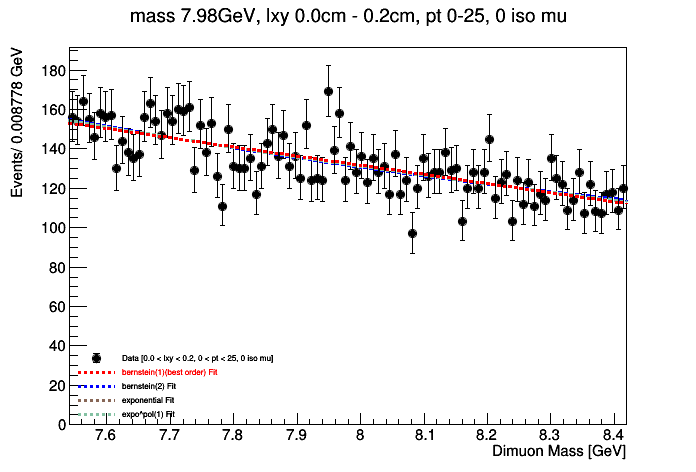 mass 7.98GeV, lxy 0.0cm - 0.2cm, pt 0-25, 0 iso mu
Events/ 0.008778 GeV
180
160
140
120
100
80
60
40
20
0
Data [0.0 < lxy < 0.2, 0 < pt < 25, 0 iso mu]
bernstein(1)(best order) Fit
bernstein(2) Fit
exponential Fit
expo*pol(1) Fit
7.6 7.7 7.8 7.9 8 8.1 8.2 8.3 8.4
Dimuon Mass [GeV]